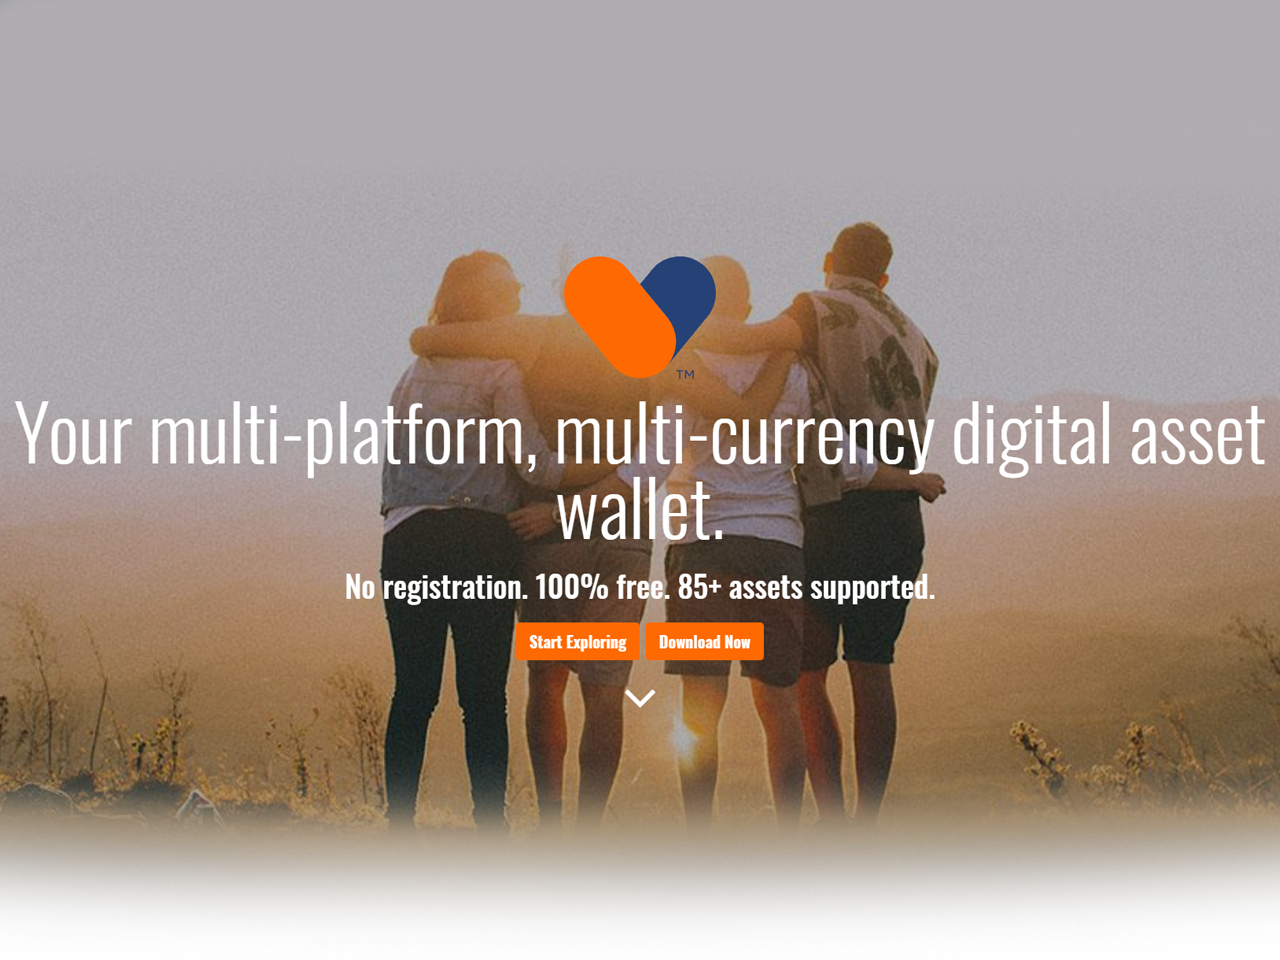 TM
Your multi-platform, multi-currency digital asset
wallet.
No registration. 100% free. 85+ assets supported.
Start Exploring
Download Now